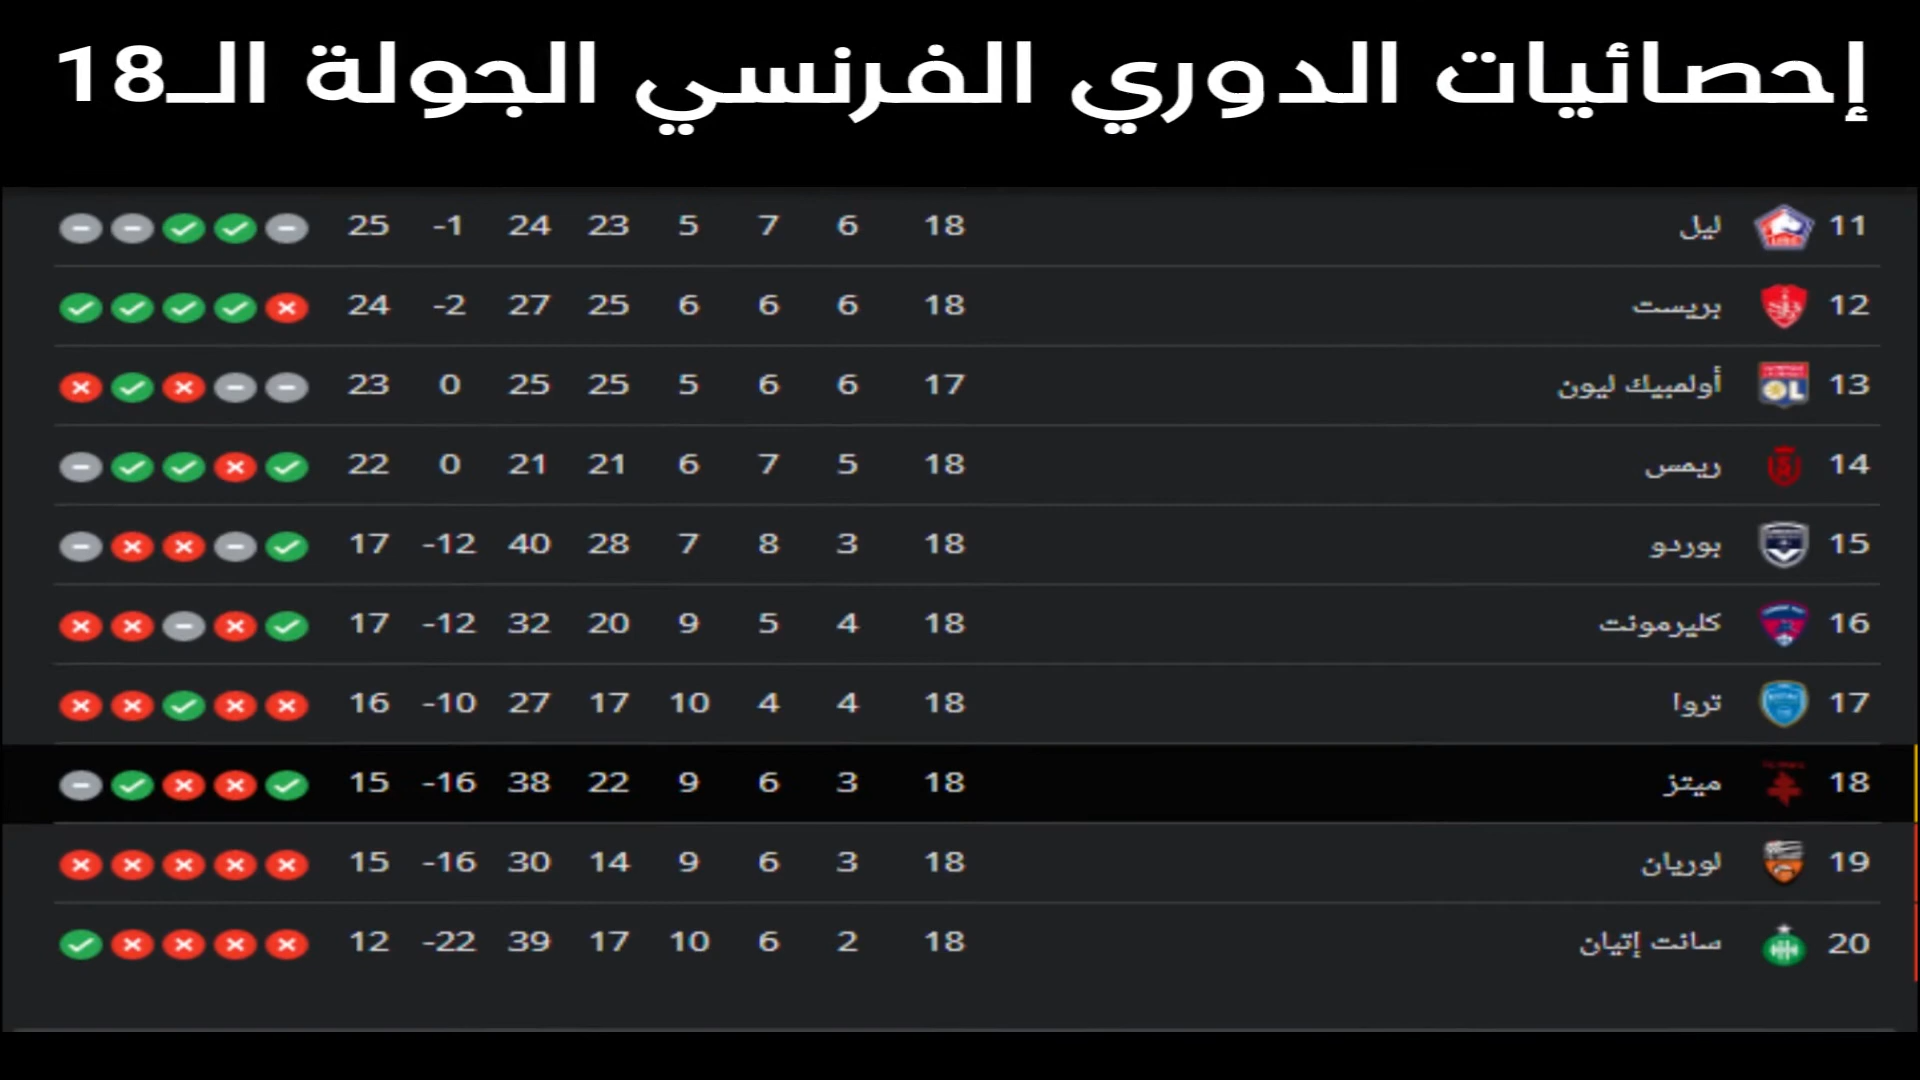 إحصائيات الدوري الفرنسي الجولة الـ18
11 ليل 18 6 7 5 23 24 -1 25
12 بريست 18 6 6 6 25 27 -2 24
13 أولمبيك ليون 17 6 6 5 25 25 0 23
14 ريمس 18 5 7 6 21 21 0 22
15 بوردو 18 3 8 7 28 40 -12 17
16 كليرمونت 18 4 5 9 20 32 -12 17
17 تروا 18 4 4 10 17 27 -10 16
18 ميتز 18 3 6 9 22 38 -16 15
19 لوريان 18 3 6 9 14 30 -16 15
20 سانت إتيان 18 2 6 10 17 39 -22 12